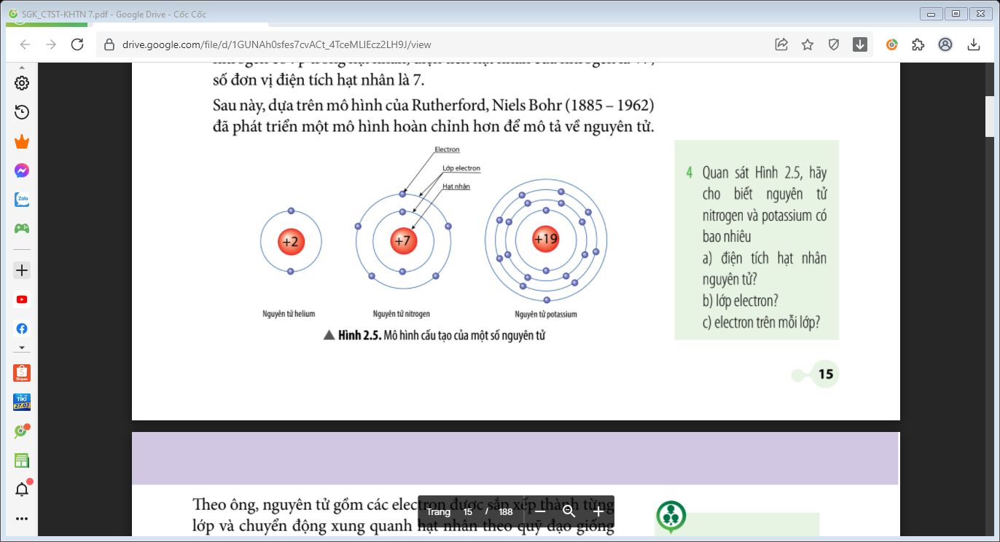 SGK_CTST-KHTN 7.pdf - Google Drive - Cốc Cốc
drive.google.com/file/d/1GUNAh0sfes7cvACt_4TceMLIEcz2LH9J/view
số đơn vị điện tích hạt nhân là 7.
Sau này, dựa trên mô hình của Rutherford, Niels Bohr (1885 – 1962)
đã phát triển một mô hình hoàn chỉnh hơn để mô tả về nguyên tử.
Electron
Lớp electron
Hạt nhân
+2
+7
+19
Nguyên tử helium
Nguyên tử nitrogen
Nguyên tử potassium
▲ Hình 2.5. Mô hình cấu tạo của một số nguyên tử
4 Quan sát Hình 2.5, hãy
cho biết nguyên tử
nitrogen và potassium có
bao nhiêu
a) điện tích hạt nhân
nguyên tử?
b) lớp electron?
c) electron trên mỗi lớp?
15
Theo ông, nguyên tử gồm các electron được sắp xếp thành từng
lớp và chuyển động xung quanh hạt nhân theo quỹ đạo giống
Trang 15 / 188
Zalo
Shopee
TIKI